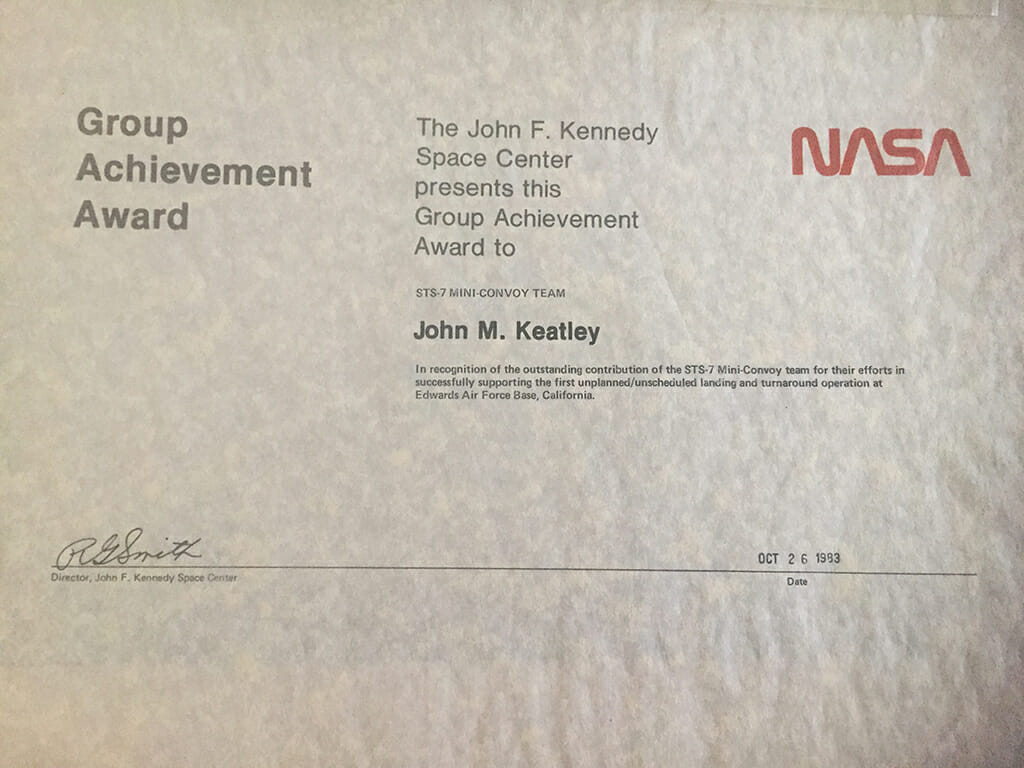 Group
Achievement
Award
The John F. Kennedy
Space Center
presents this
Group Achievement
Award to
NASA
STS-7 MINI-CONVOY TEAM
John M. Keatley
In recognition of the outstanding contribution of the STS-7 Mini-Convoy team for their efforts in
successfully supporting the first unplanned/unscheduled landing and turnaround operation at
Edwards Air Force Base, California.
RGSmith
Director, John F. Kennedy Space Center
OCT 26 1983
Date